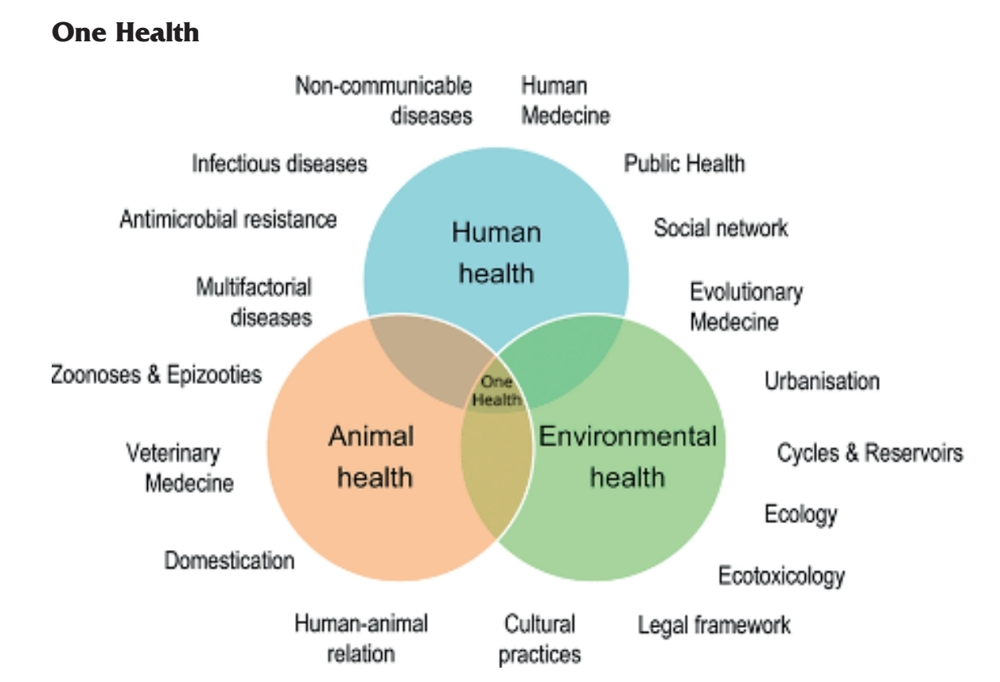 One Health
Non-communicable
diseases
Human
Medecine
Infectious diseases
Public Health
Antimicrobial resistance
Social network
Human
health
Multifactorial
diseases
Evolutionary
Medecine
Zoonoses & Epizooties
One
Health
Urbanisation
Animal
health
Environmental
health
Veterinary
Medecine
Cycles & Reservoirs
Ecology
Domestication
Ecotoxicology
Human-animal
relation
Cultural
practices
Legal framework